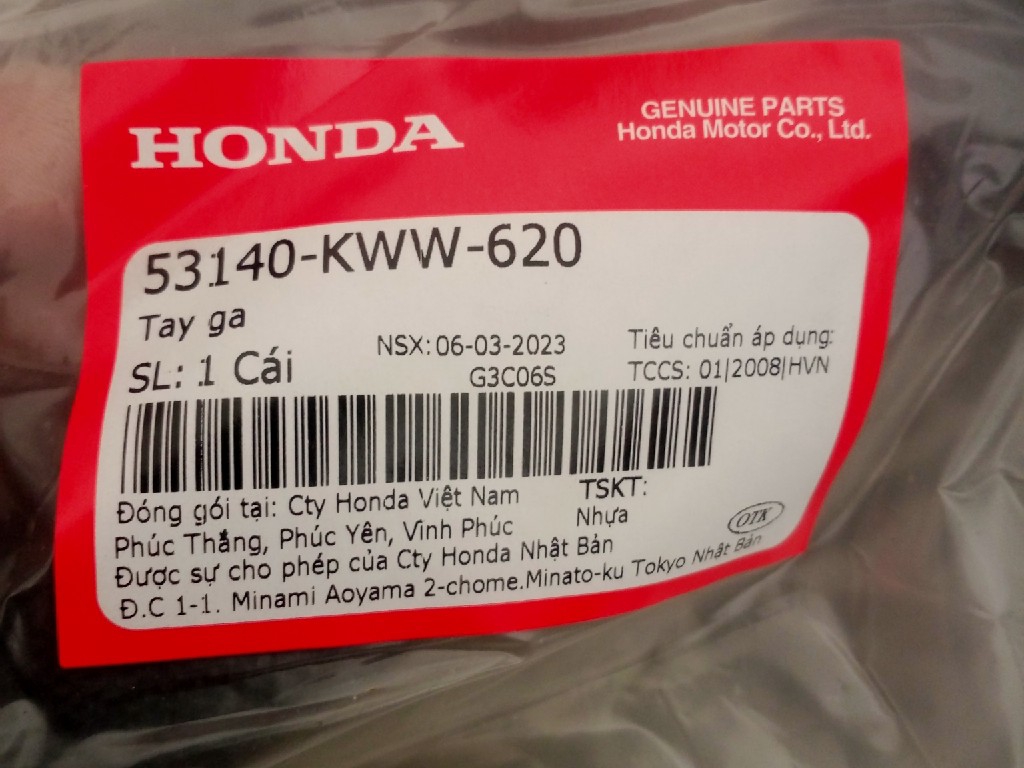 HONDA
GENUINE PARTS
Honda Motor Co., Ltd.
53140-KWW-620
Tay ga
SL: 1 Cái
NSX: 06-03-2023
G3C06S
Tiêu chuẩn áp dụng:
TCCS: 01|2008|HVN
Đóng gói tại: Cty Honda Việt Nam
Phúc Thắng, Phúc Yên, Vĩnh Phúc
Được sự cho phép của Cty Honda Nhật Bản
Đ.C 1-1. Minami Aoyama 2-chome.Minato-ku Tokyo Nhật Bản
TSKT:
Nhựa
OTK